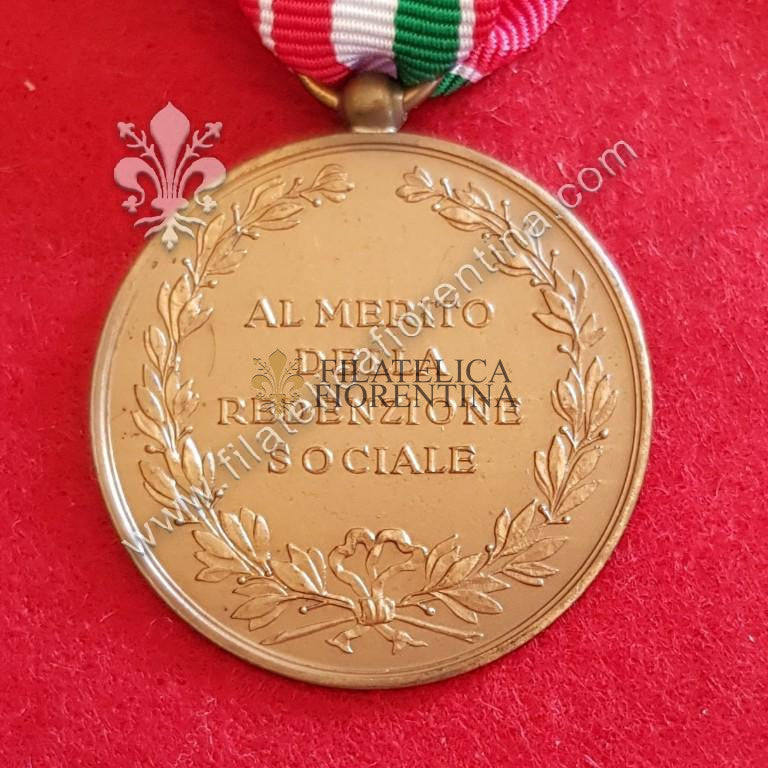 AL MERITO
DELLA
REDENZIONE
SOCIALE
FILATELICA
FIORENTINA
www.filatelicafiorentina.com